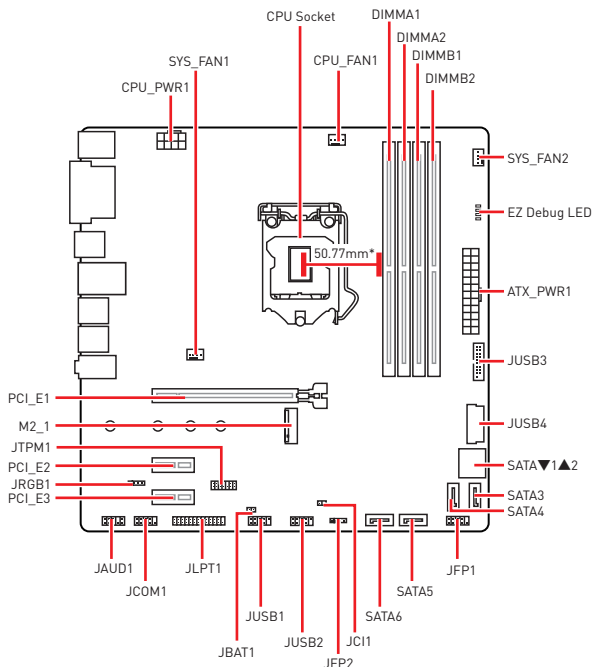 CPU Socket
DIMMA1
DIMMA2
DIMMB1
DIMMB2
SYS_FAN1
CPU_FAN1
CPU_PWR1
SYS_FAN2
EZ Debug LED
50.77mm*
ATX_PWR1
JUSB3
PCI_E1
JUSB4
M2_1
JTPM1
PCI_E2
SATA▼1▲2
JRGB1
PCI_E3
SATA3
SATA4
JAUD1
JCOM1
JLPT1
JBAT1
JUSB1
JUSB2
JFP2
JCI1
SATA6
SATA5
JFP1